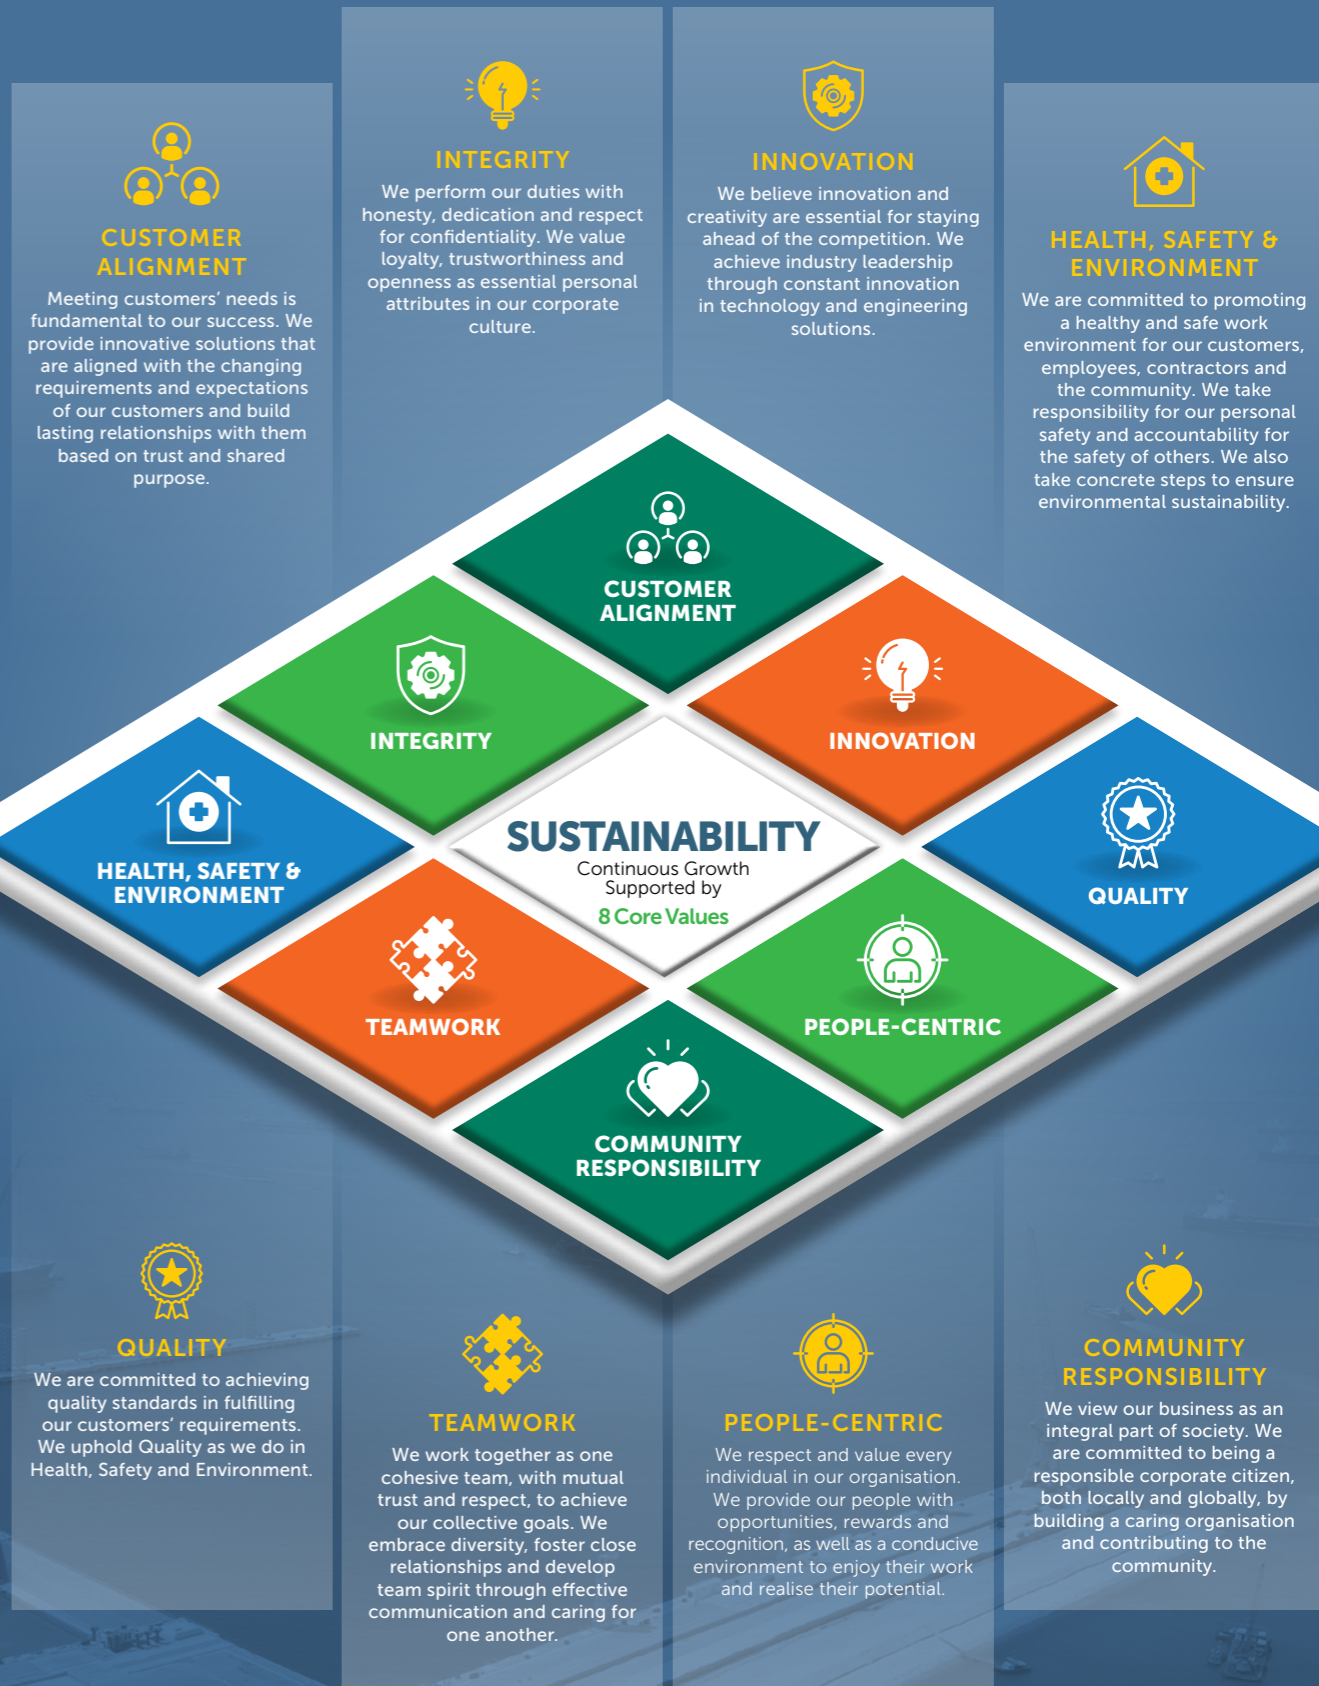 CUSTOMER
ALIGNMENT
Meeting customers’ needs is
fundamental to our success. We
provide innovative solutions that
are aligned with the changing
requirements and expectations
of our customers and build
lasting relationships with them
based on trust and shared
purpose.
INTEGRITY
We perform our duties with
honesty, dedication and respect
for confidentiality. We value
loyalty, trustworthiness and
openness as essential personal
attributes in our corporate
culture.
INNOVATION
We believe innovation and
creativity are essential for staying
ahead of the competition. We
achieve industry leadership
through constant innovation
in technology and engineering
solutions.
HEALTH, SAFETY &
ENVIRONMENT
We are committed to promoting
a healthy and safe work
environment for our customers,
employees, contractors and
the community. We take
responsibility for our personal
safety and accountability for
the safety of others. We also
take concrete steps to ensure
environmental sustainability.
CUSTOMER
ALIGNMENT
INTEGRITY
INNOVATION
HEALTH, SAFETY &
ENVIRONMENT
SUSTAINABILITY
Continuous Growth
Supported by
8 Core Values
QUALITY
TEAMWORK
PEOPLE-CENTRIC
COMMUNITY
RESPONSIBILITY
QUALITY
We are committed to achieving
quality standards in fulfilling
our customers’ requirements.
We uphold Quality as we do in
Health, Safety and Environment.
TEAMWORK
We work together as one
cohesive team, with mutual
trust and respect, to achieve
our collective goals. We
embrace diversity, foster close
relationships and develop
team spirit through effective
communication and caring for
one another.
PEOPLE-CENTRIC
We respect and value every
individual in our organisation.
We provide our people with
opportunities, rewards and
recognition, as well as a conducive
environment to enjoy their work
and realise their potential.
COMMUNITY
RESPONSIBILITY
We view our business as an
integral part of society. We
are committed to being a
responsible corporate citizen,
both locally and globally, by
building a caring organisation
and contributing to the
community.